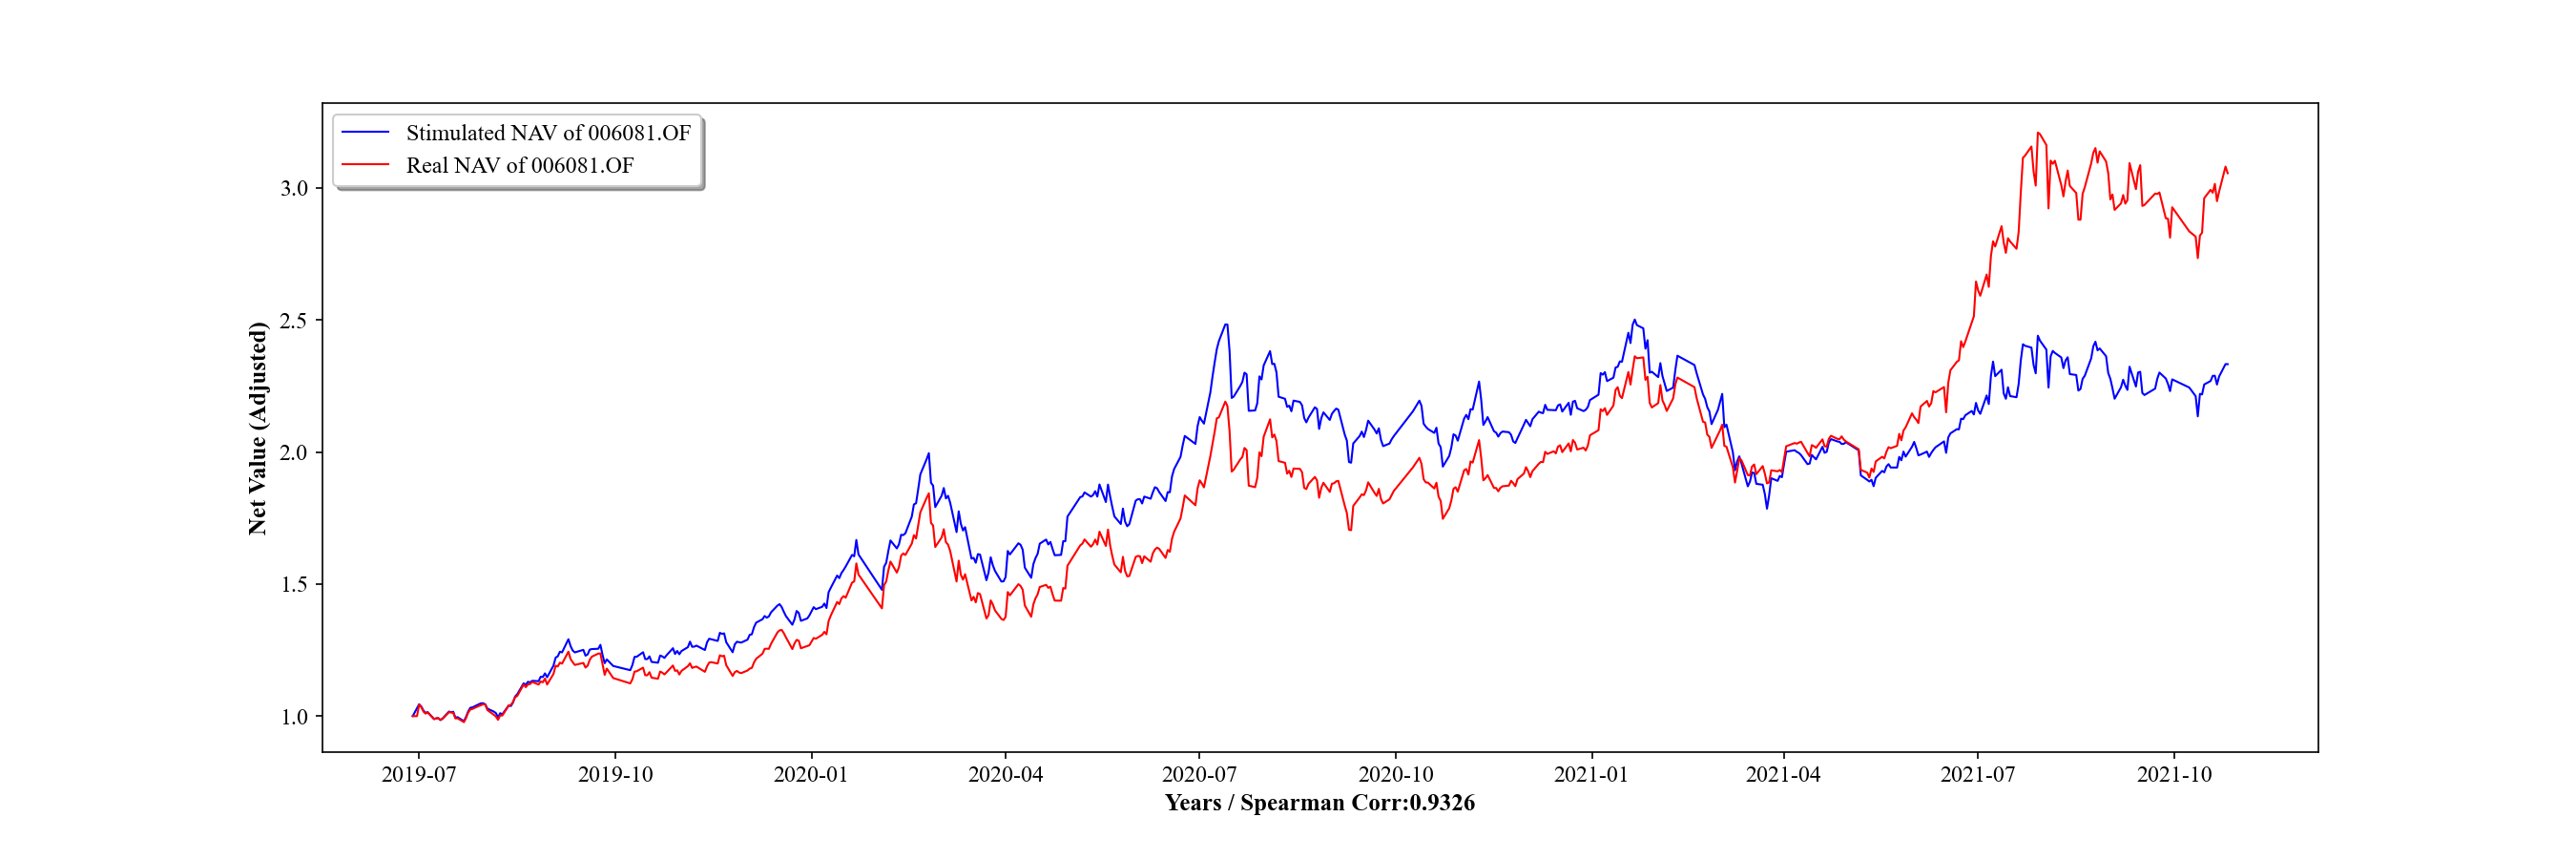 Stimulated NAV of 006081.OF
Real NAV of 006081.OF
3.0
2.5
2.0
1.5
1.0
Net Value (Adjusted)
2019-07 2019-10 2020-01 2020-04 2020-07 2020-10 2021-01 2021-04 2021-07 2021-10
Years / Spearman Corr:0.9326